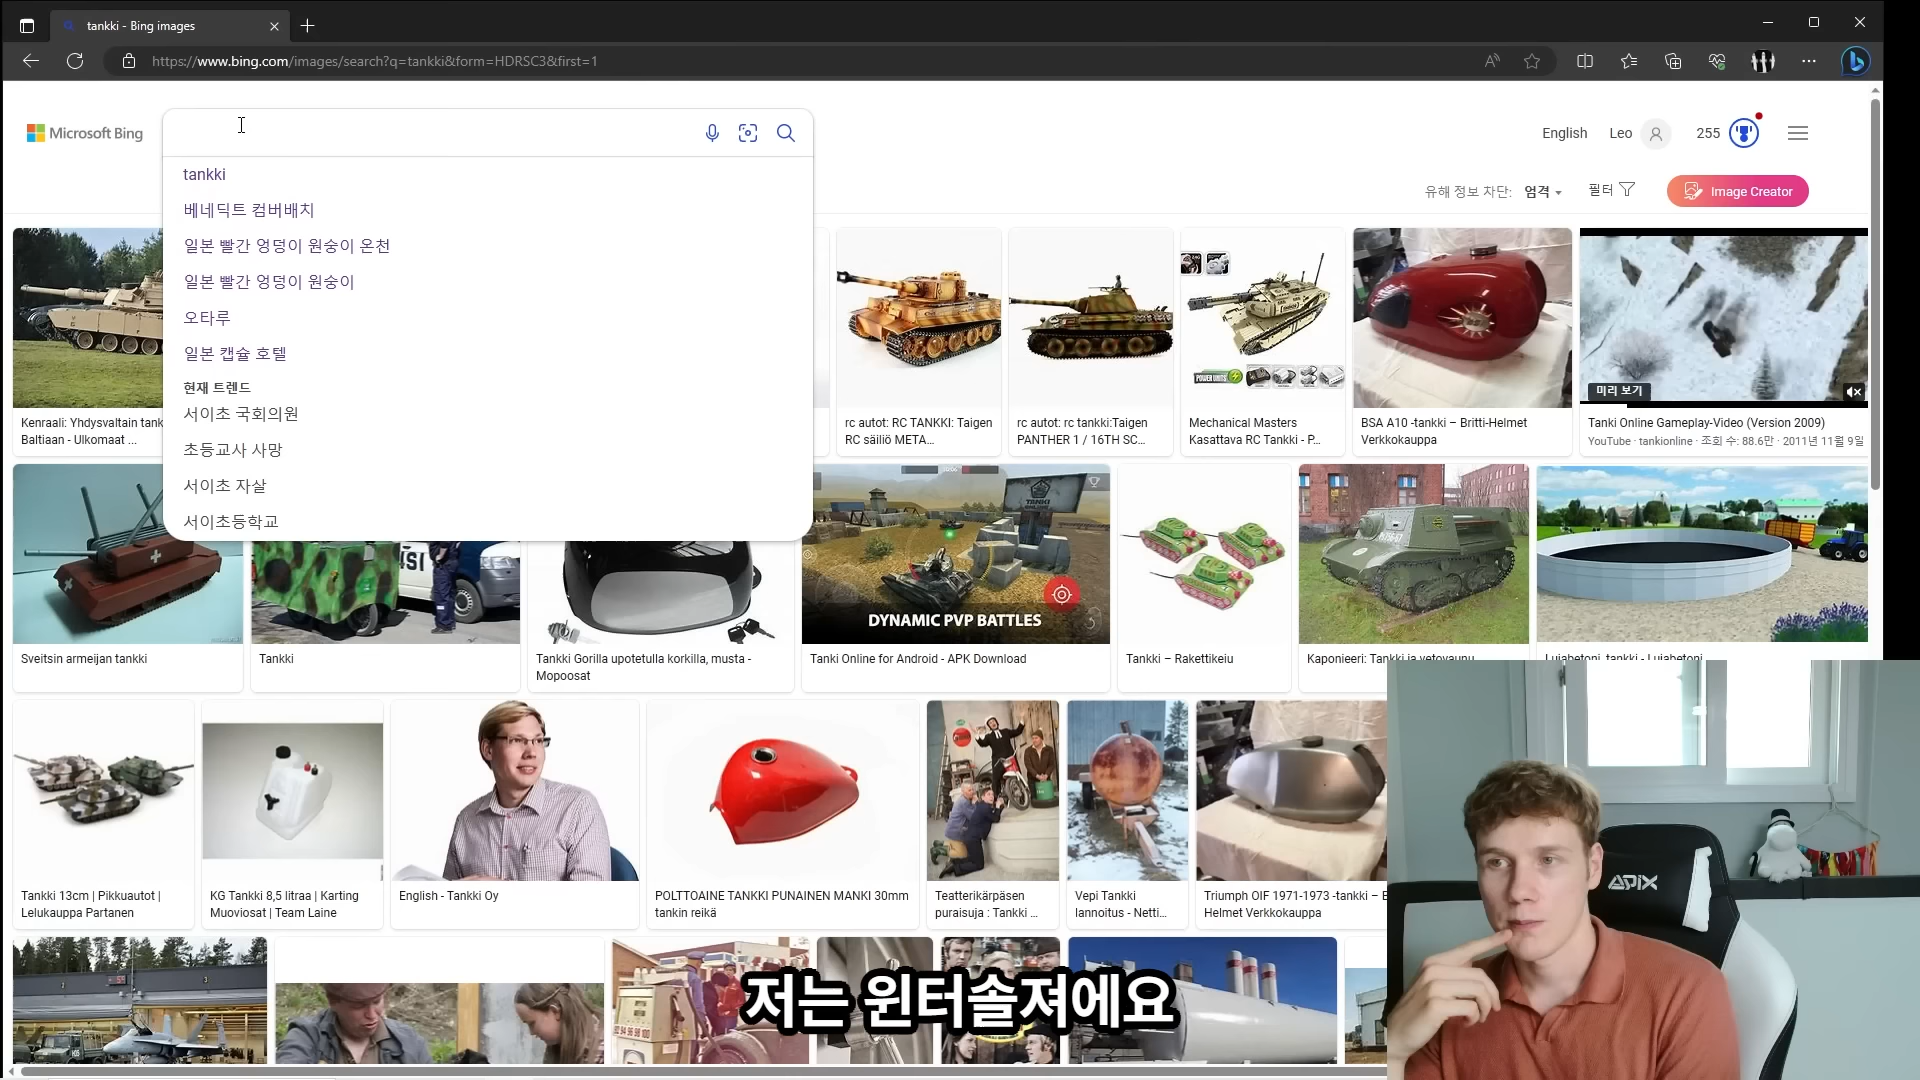 tankki - Bing images
https://www.bing.com/images/search?q=tankki&form=HDRSC3&first=1
Microsoft Bing
English
Leo
255
유해 정보 차단: 엄격
필터
Image Creator
tankki
베네딕트 컴버배치
일본 빨간 엉덩이 원숭이 온천
일본 빨간 엉덩이 원숭이
오타루
일본 캡슐 호텔
현재 트렌드
서이초 국회의원
초등교사 사망
서이초 자살
서이초등학교
미리 보기
Kenraali: Yhdysvaltain tank
Baltiaan - Ulkomaat ...
rc autot: RC TANKKI: Taigen
RC säiliö META...
rc autot: rc tankki:Taigen
PANTHER 1 / 16TH SC...
Mechanical Masters
Kasattava RC Tankki - P...
BSA A10 -tankki – Britti-Helmet
Verkkokauppa
Tanki Online Gameplay-Video (Version 2009)
YouTube · tankionline · 조회 수: 88.6만 · 2011년 11월 9일
DYNAMIC PVP BATTLES
Sveitsin armeijan tankki
Tankki
Tankki Gorilla upotetulla korkilla, musta -
Mopoosat
Tanki Online for Android - APK Download
Tankki – Rakettikeiu
Kaponieeri: Tankki ja vetovaunu
Lujabetoni, tankki - Lujabetoni
Tankki 13cm | Pikkuautot |
Lelukauppa Partanen
KG Tankki 8,5 litraa | Karting
Muoviosat | Team Laine
English - Tankki Oy
POLTTOAINE TANKKI PUNAINEN MANKI 30mm
tankin reikä
Teatterikärpäsen
puraisuja : Tankki ...
Vepi Tankki
lannoitus - Netti...
Triumph OIF 1971-1973 -tankki – E
Helmet Verkkokauppa
APIX
저는 윈터솔져에요